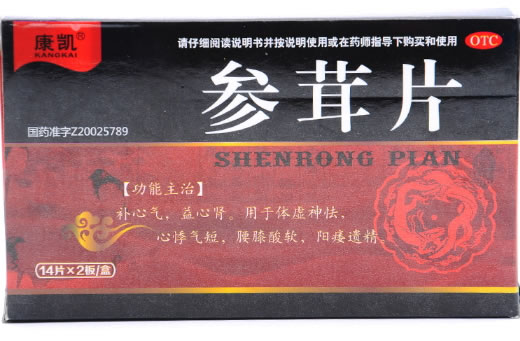 康凯®
KANGKAI
请仔细阅读说明书并按说明使用或在药师指导下购买和使用
OTC
参茸片
国药准字Z20025789
SHENRONG PIAN
【功能主治】
补心气，益心肾。用于体虚神怯，
心悸气短，腰膝酸软，阳痿遗精。
14片×2板/盒